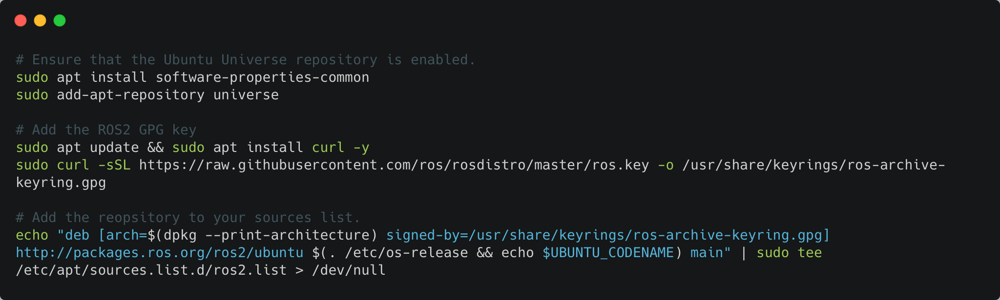 # Ensure that the Ubuntu Universe repository is enabled.
sudo apt install software-properties-common
sudo add-apt-repository universe
# Add the ROS2 GPG key
sudo apt update && sudo apt install curl -y
sudo curl -sSL https://raw.githubusercontent.com/ros/rosdistro/master/ros.key -o /usr/share/keyrings/ros-archive-
keyring.gpg
# Add the reopsitory to your sources list.
echo "deb [arch=$(dpkg --print-architecture) signed-by=/usr/share/keyrings/ros-archive-keyring.gpg]
http://packages.ros.org/ros2/ubuntu $(. /etc/os-release && echo $UBUNTU_CODENAME) main" | sudo tee
/etc/apt/sources.list.d/ros2.list > /dev/null